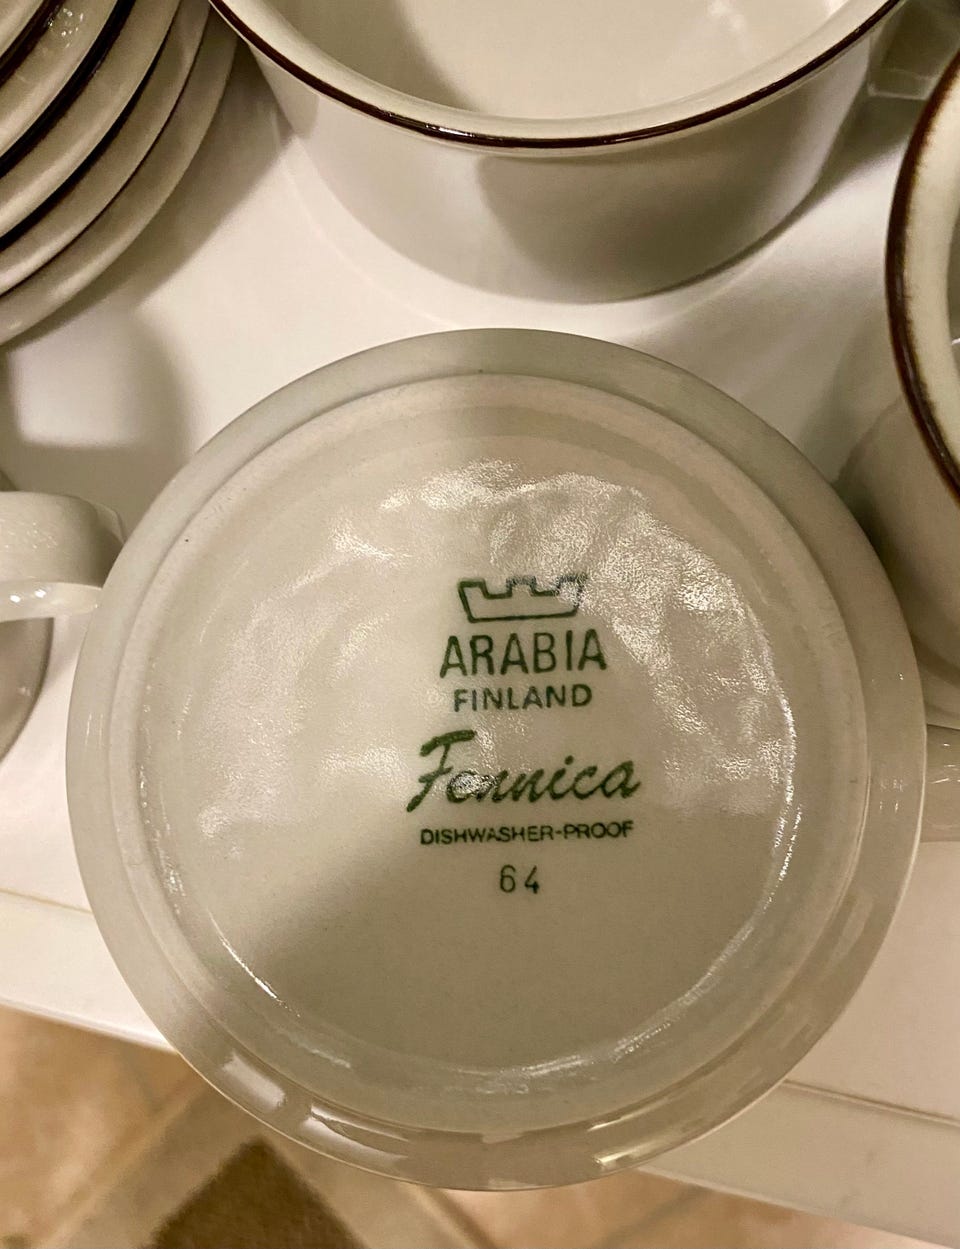 ARABIA
FINLAND
Fennica
DISHWASHER-PROOF
64